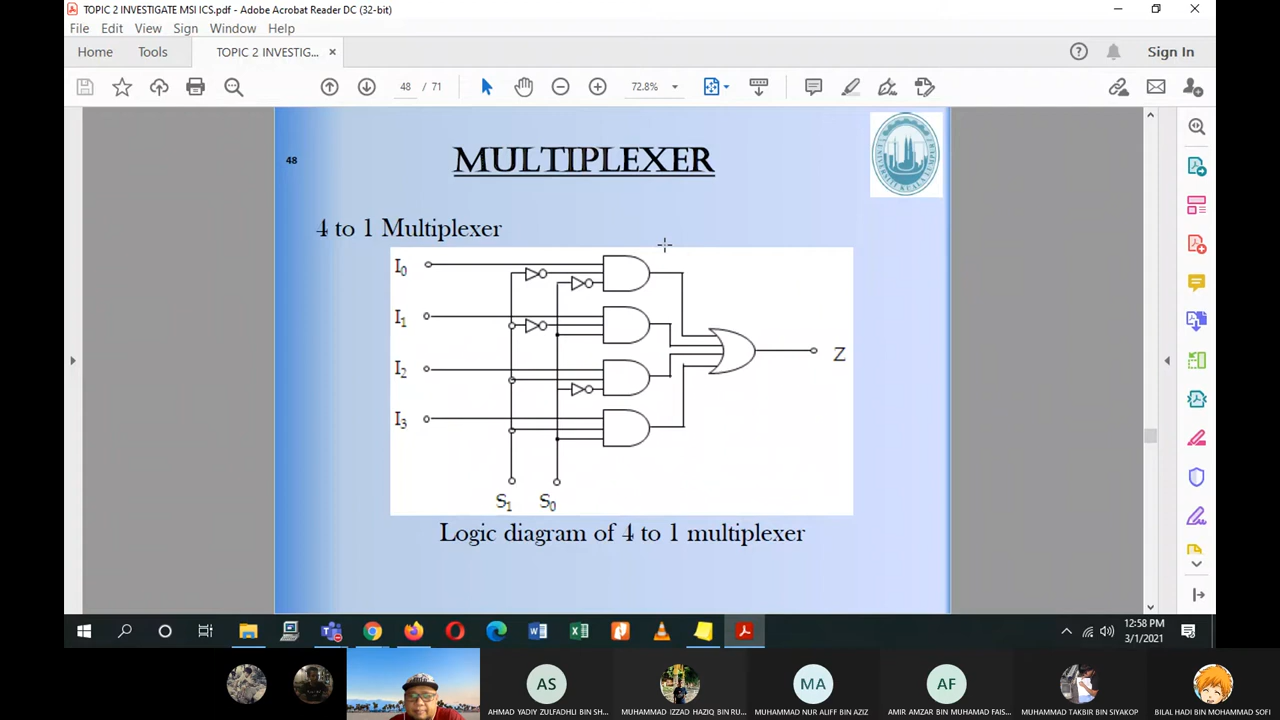 TOPIC 2 INVESTIGATE MSI ICS.pdf - Adobe Acrobat Reader DC (32-bit)
File Edit View Sign Window Help
Home Tools TOPIC 2 INVESTIG... × Sign In
48 / 71 72.8%
48
MULTIPLEXER
4 to 1 Multiplexer
I0
I1
I2
I3
Z
S1 S0
Logic diagram of 4 to 1 multiplexer
12:58 PM
3/1/2021
AS MA AF
AHMAD YADIY ZULFADHLI BIN SH... MUHAMMAD IZZAD HAZIQ BIN RU... MUHAMMAD NUR ALIFF BIN AZIZ AMIR AMZAR BIN MUHAMAD FAIS... MUHAMMAD TAKBIR BIN SIYAKOP BILAL HADI BIN MOHAMMAD SOFI